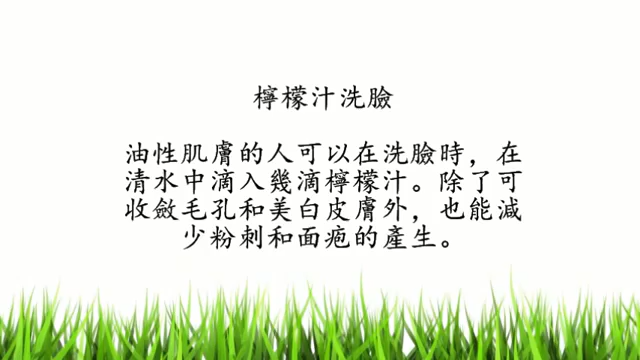 檸檬汁洗臉
油性肌膚的人可以在洗臉時，在
清水中滴入幾滴檸檬汁。除了可
收斂毛孔和美白皮膚外，也能減
少粉刺和面疱的產生。